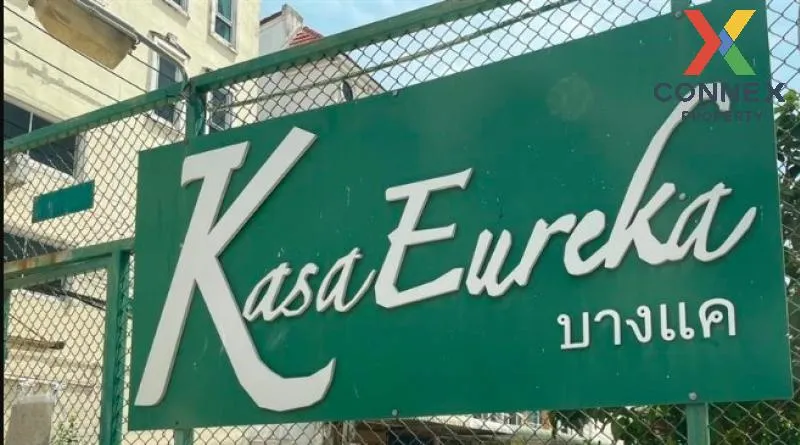 CONNEX
PROPERTY
Kasa Eureka
บางแค